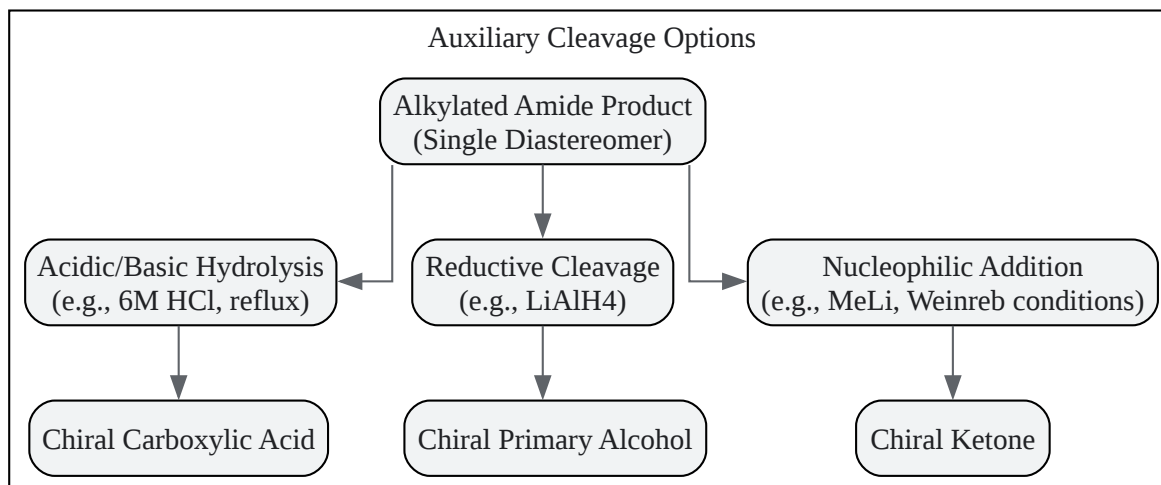 Auxiliary Cleavage Options
Alkylated Amide Product
(Single Diastereomer)
Acidic/Basic Hydrolysis
(e.g., 6M HCl, reflux)
Reductive Cleavage
(e.g., LiAlH4)
Nucleophilic Addition
(e.g., MeLi, Weinreb conditions)
Chiral Carboxylic Acid
Chiral Primary Alcohol
Chiral Ketone